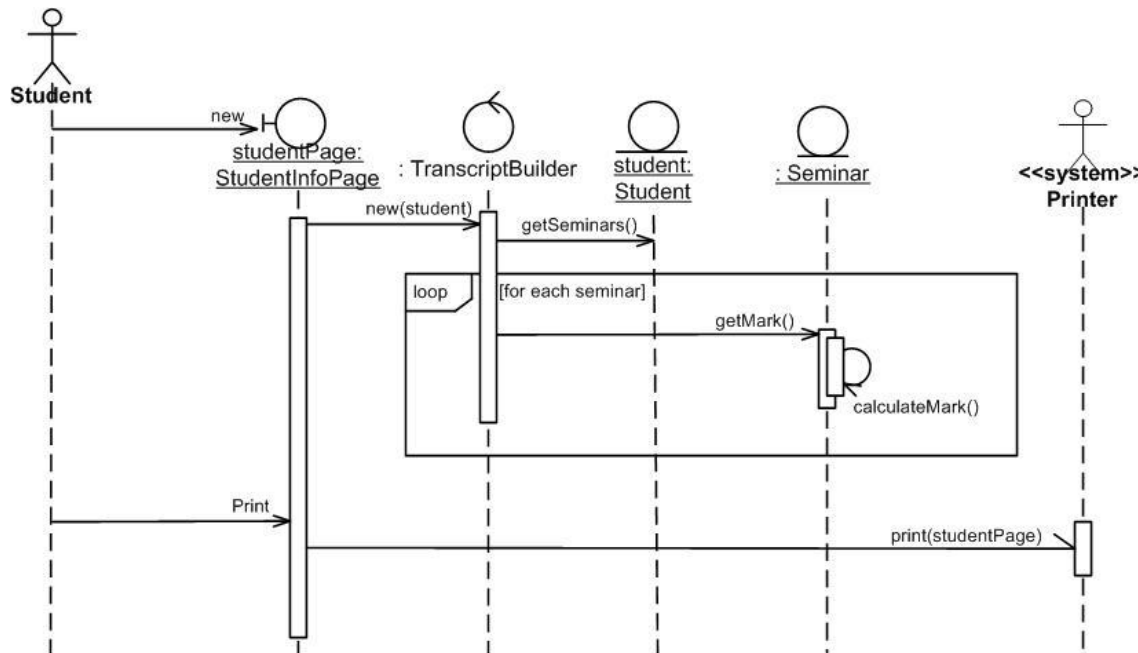 Student
new
studentPage:
StudentInfoPage
: TranscriptBuilder
student:
Student
: Seminar
<<system>>
Printer
new(student)
getSeminars()
loop
[for each seminar]
getMark()
calculateMark()
Print
print(studentPage)